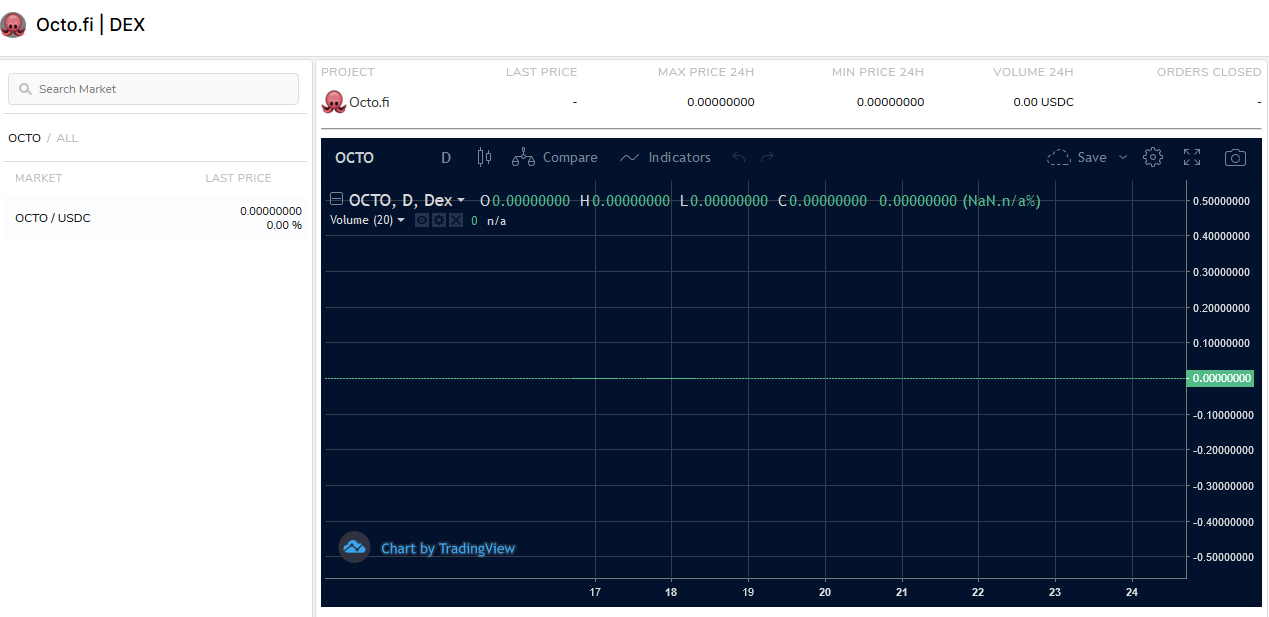 Octo.fi | DEX
Search Market
OCTO / ALL
MARKET LAST PRICE
OCTO / USDC 0.00000000
0.00 %
PROJECT LAST PRICE MAX PRICE 24H MIN PRICE 24H VOLUME 24H ORDERS CLOSED
Octo.fi - 0.00000000 0.00000000 0.00 USDC -
OCTO D Compare Indicators Save
OCTO, D, Dex O0.00000000 H0.00000000 L0.00000000 C0.00000000 0.00000000 (NaN.n/a%)
Volume (20) 0 n/a
0.50000000
0.40000000
0.30000000
0.20000000
0.10000000
0.00000000
-0.10000000
-0.20000000
-0.30000000
-0.40000000
-0.50000000
Chart by TradingView
17 18 19 20 21 22 23 24